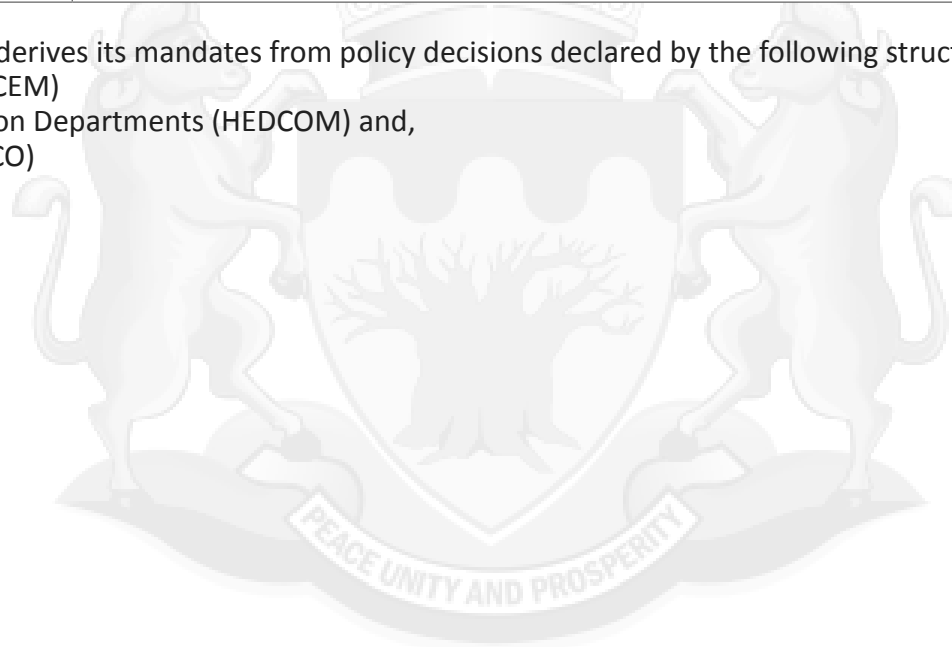 derives its mandates from policy decisions declared by the following struct
CEM)
on Departments (HEDCOM) and,
CO)
PEACE UNITY AND PROSPERITY